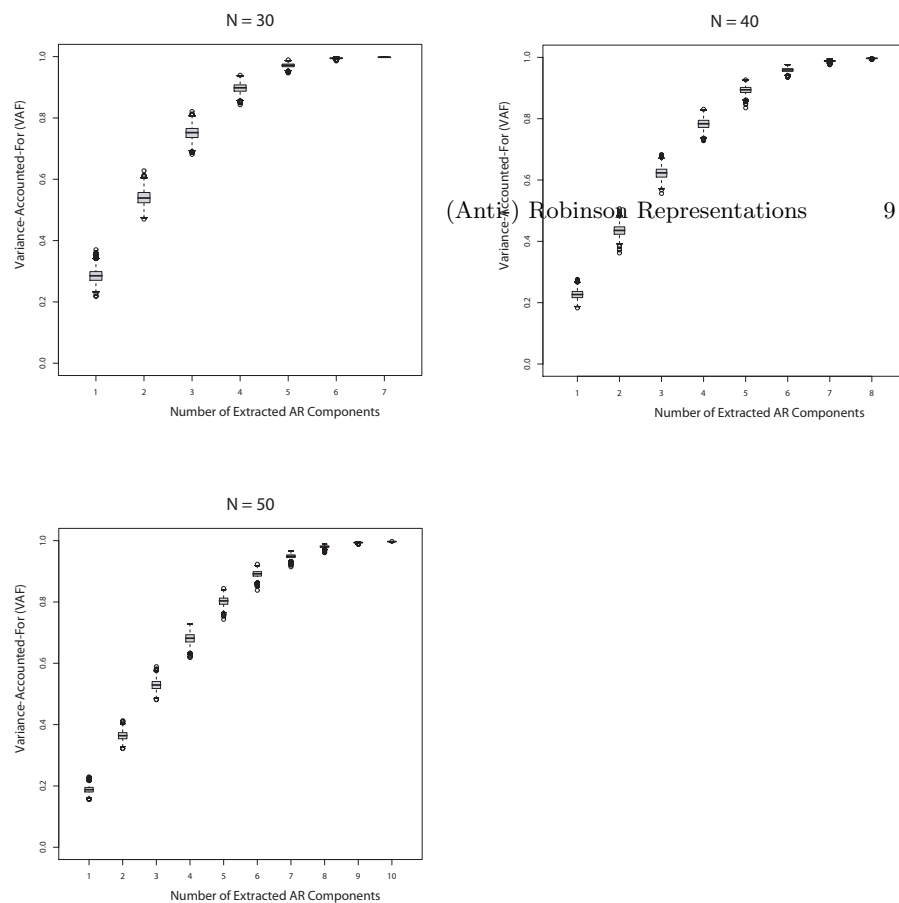 N = 30
Variance-Accounted-For (VAF)
1.0
0.8
0.6
0.4
0.2
0.0
1 2 3 4 5 6 7
Number of Extracted AR Components
N = 40
Variance-Accounted-For (VAF)
1.0
0.8
0.6
0.4
0.2
0.0
1 2 3 4 5 6 7 8
Number of Extracted AR Components
(Anti-) Robinson Representations 9
N = 50
Variance-Accounted-For (VAF)
1.0
0.8
0.6
0.4
0.2
0.0
1 2 3 4 5 6 7 8 9 10
Number of Extracted AR Components